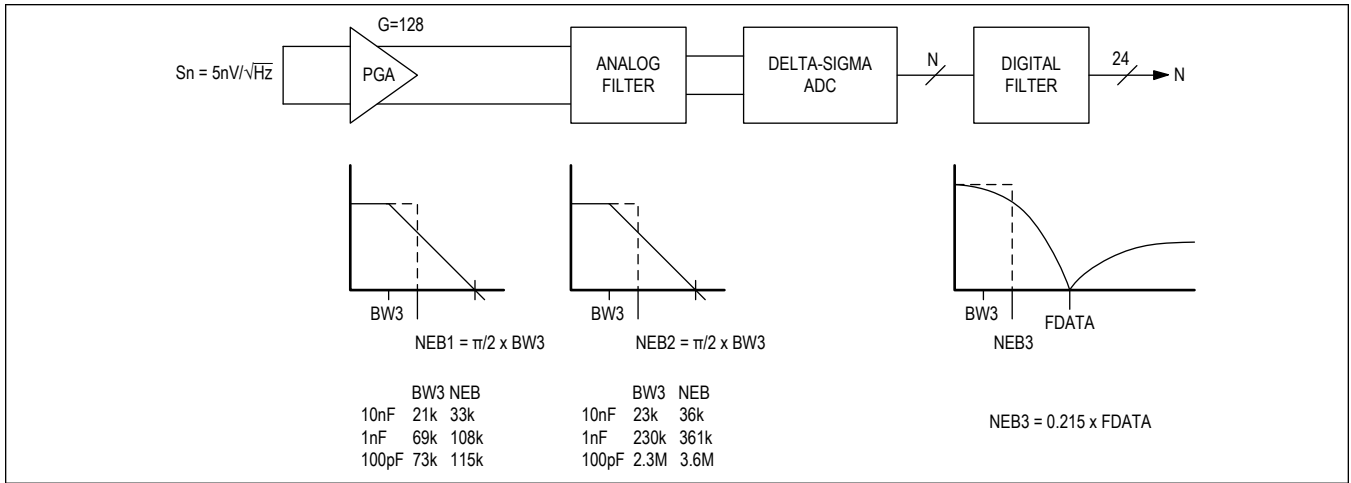 G=128
Sn = 5nV/√Hz
PGA
ANALOG
FILTER
DELTA-SIGMA
ADC
N
DIGITAL
FILTER
24
N
BW3
NEB1 = π/2 x BW3
BW3
NEB2 = π/2 x BW3
BW3
NEB3
FDATA
BW3 NEB
10nF 21k 33k
1nF 69k 108k
100pF 73k 115k
BW3 NEB
10nF 23k 36k
1nF 230k 361k
100pF 2.3M 3.6M
NEB3 = 0.215 x FDATA